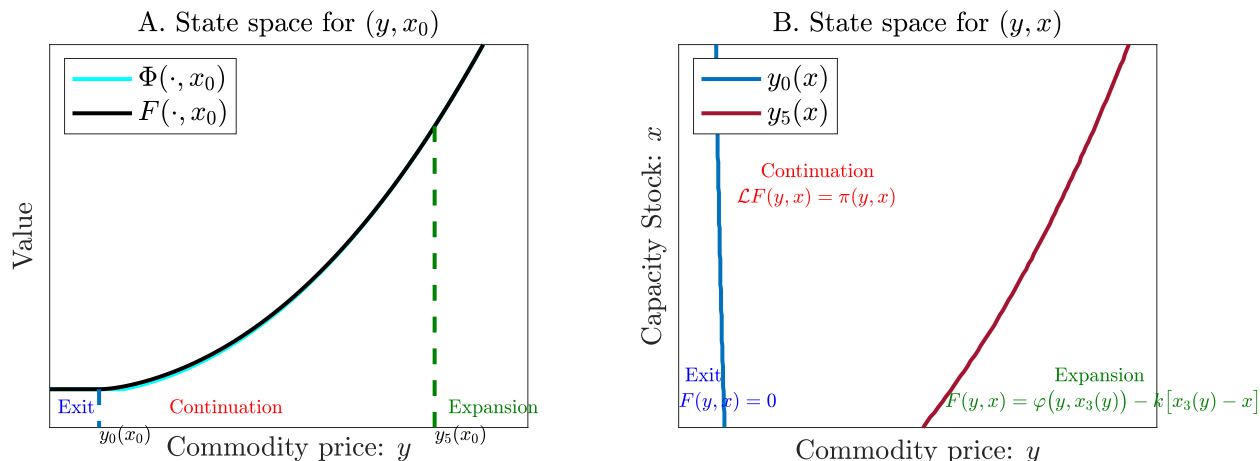 A. State space for (y, x₀)
Φ(·, x₀)
F(·, x₀)
Value
Exit
Continuation
Expansion
y₀(x₀)
y₅(x₀)
Commodity price: y
B. State space for (y, x)
y₀(x)
y₅(x)
Capacity Stock: x
Continuation
ℒF(y, x) = π(y, x)
Exit
F(y, x) = 0
Expansion
F(y, x) = φ(y, x₃(y)) − k[x₃(y) − x]
Commodity price: y